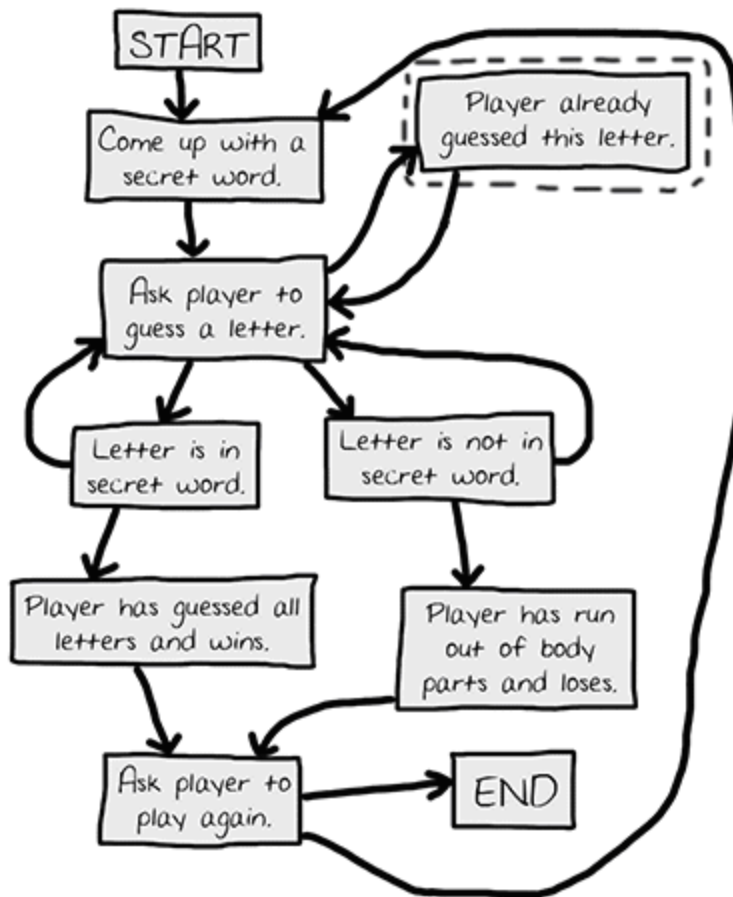 START
Player already
guessed this letter.
Come up with a
secret word.
Ask player to
guess a letter.
Letter is in
secret word.
Letter is not in
secret word.
Player has guessed all
letters and wins.
Player has run
out of body
parts and loses.
Ask player to
play again.
END